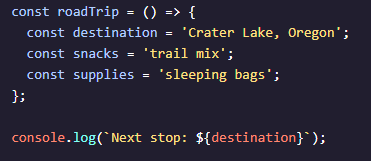 const roadTrip = () => {
  const destination = 'Crater Lake, Oregon';
  const snacks = 'trail mix';
  const supplies = 'sleeping bags';
};
console.log(`Next stop: ${destination}`);